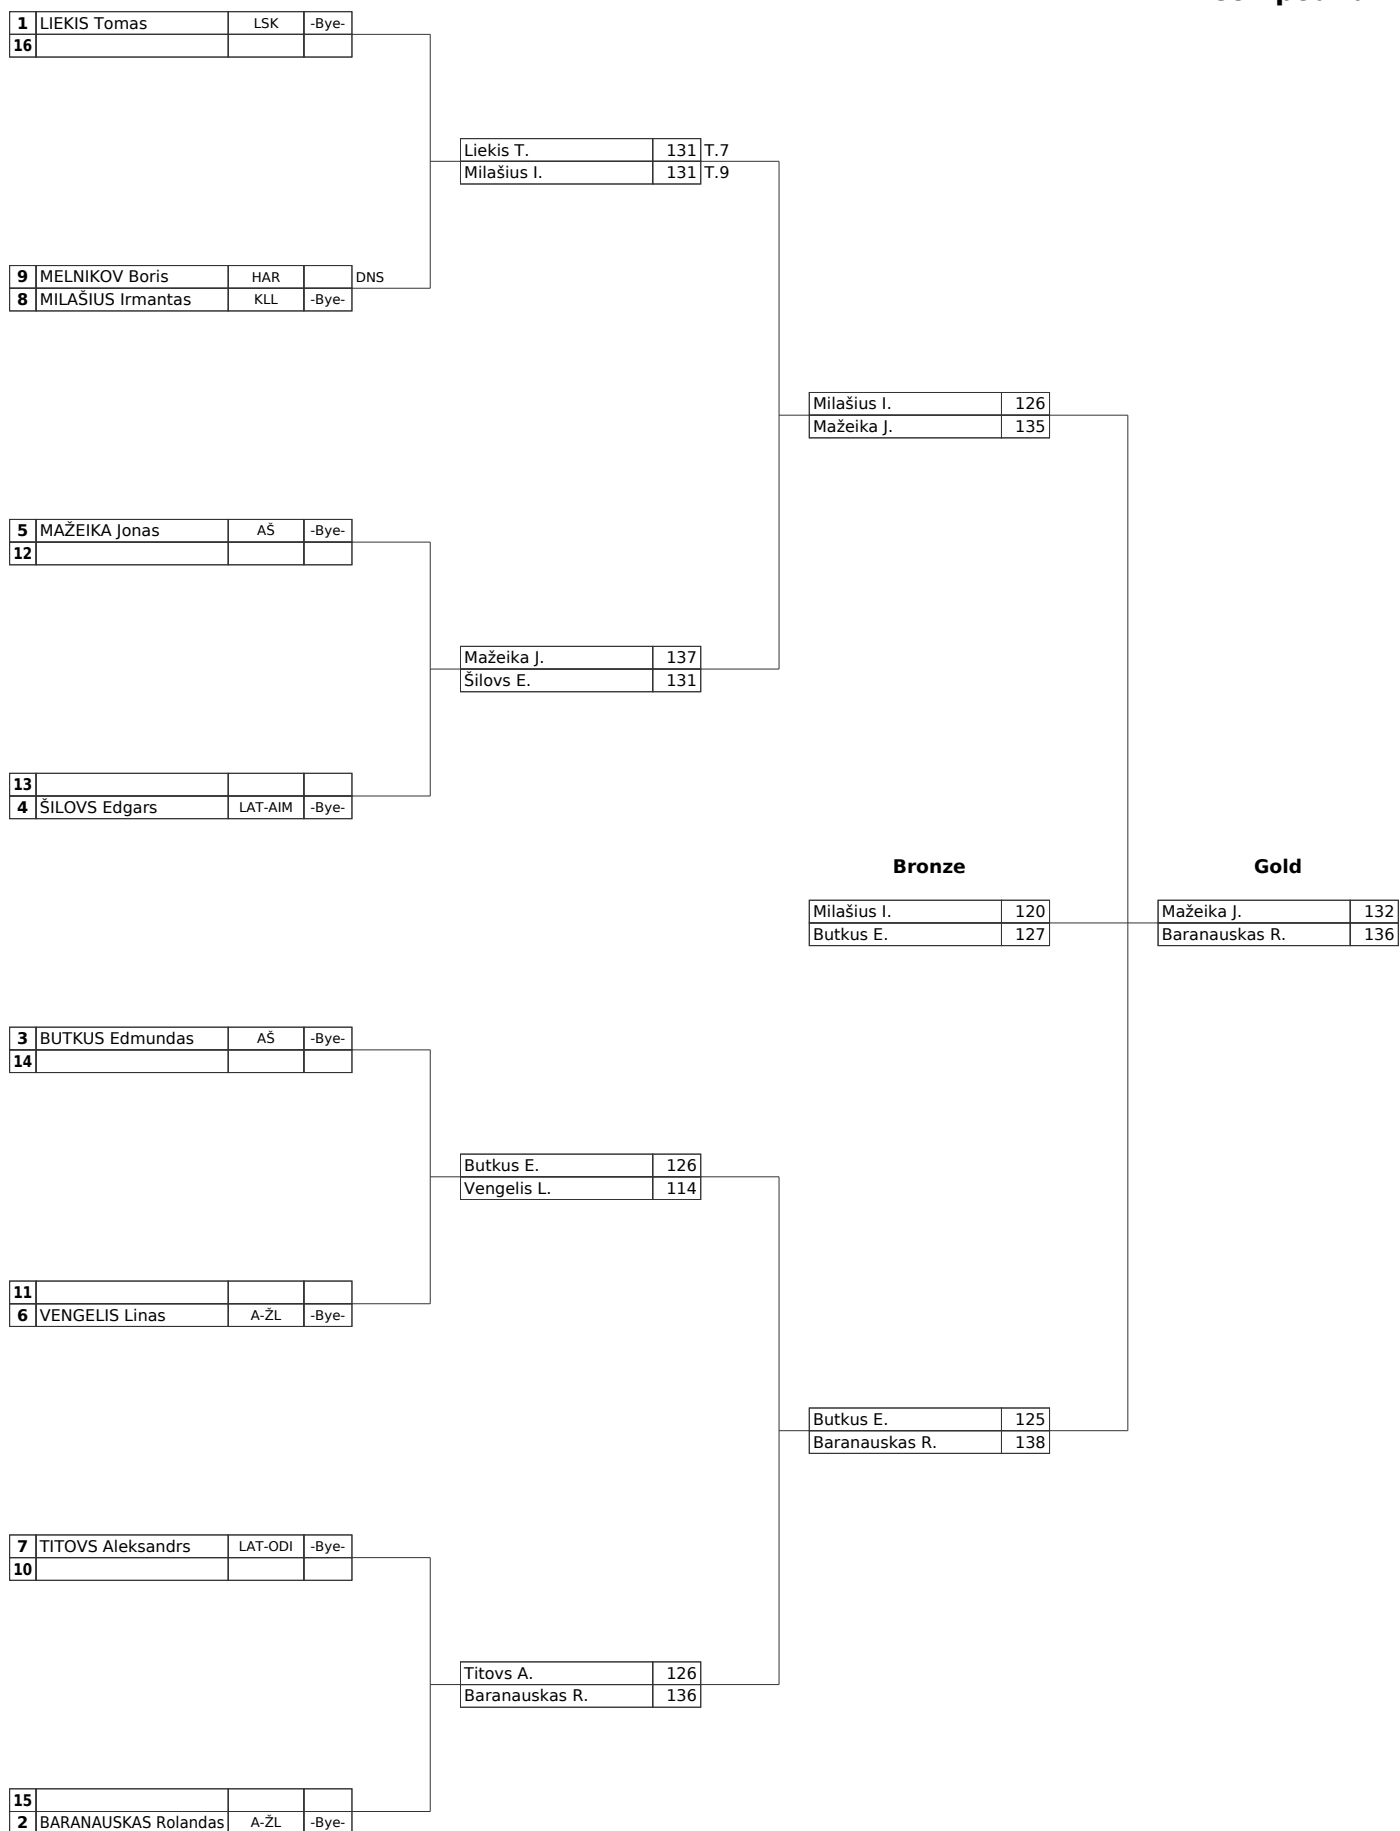 1 LIEKIS Tomas LSK -Bye-
16
Liekis T. 131 T.7
Milašius I. 131 T.9
9 MELNIKOV Boris HAR DNS
8 MILAŠIUS Irmantas KLL -Bye-
Milašius I. 126
Mažeika J. 135
5 MAŽEIKA Jonas AŠ -Bye-
12
Mažeika J. 137
Šilovs E. 131
13
4 ŠILOVS Edgars LAT-AIM -Bye-
Bronze Gold
Milašius I. 120 Mažeika J. 132
Butkus E. 127 Baranauskas R. 136
3 BUTKUS Edmundas AŠ -Bye-
14
Butkus E. 126
Vengelis L. 114
11
6 VENGELIS Linas A-ŽL -Bye-
Butkus E. 125
Baranauskas R. 138
7 TITOVS Aleksandrs LAT-ODI -Bye-
10
Titovs A. 126
Baranauskas R. 136
15
2 BARANAUSKAS Rolandas A-ŽL -Bye-